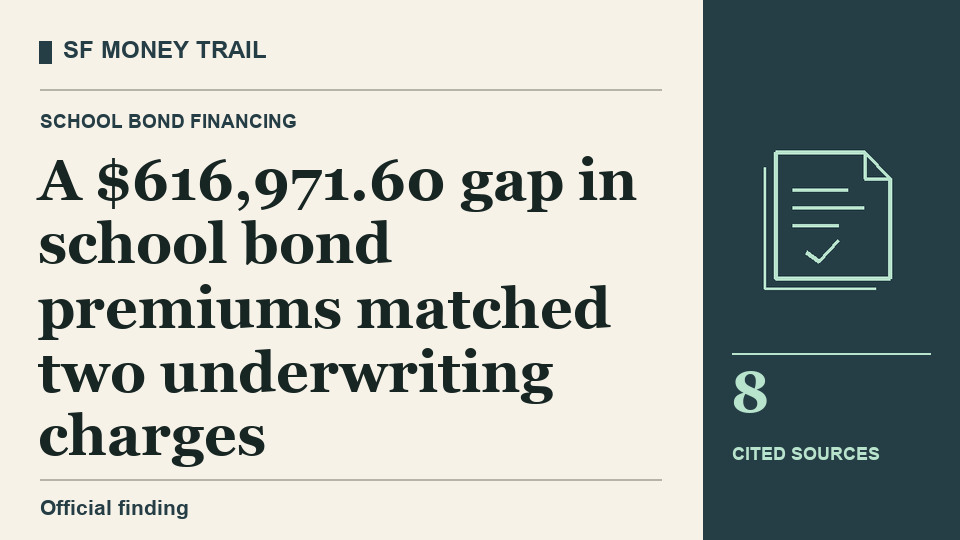 SF MONEY TRAIL
SCHOOL BOND FINANCING
A $616,971.60 gap in
school bond
premiums matched
two underwriting
charges
Official finding
8
CITED SOURCES